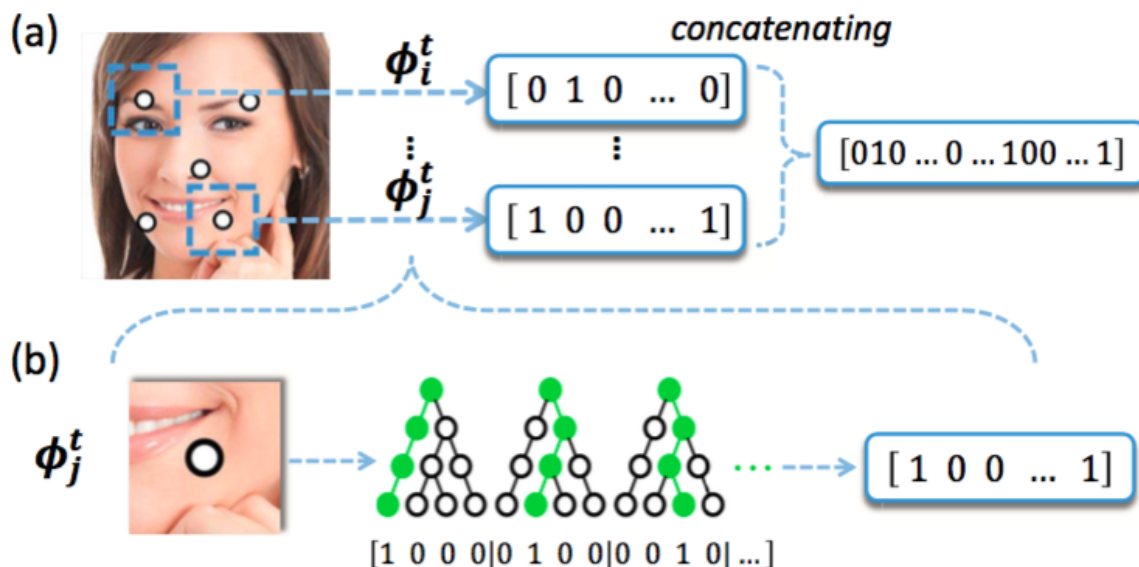 (a)
concatenating
ϕ_i^t
[ 0 1 0 ... 0]
⋮ ⋮
[010 ... 0 ... 100 ... 1]
ϕ_j^t
[ 1 0 0 ... 1]
(b)
ϕ_j^t
...
[ 1 0 0 ... 1]
[1 0 0 0|0 1 0 0|0 0 1 0| ...]